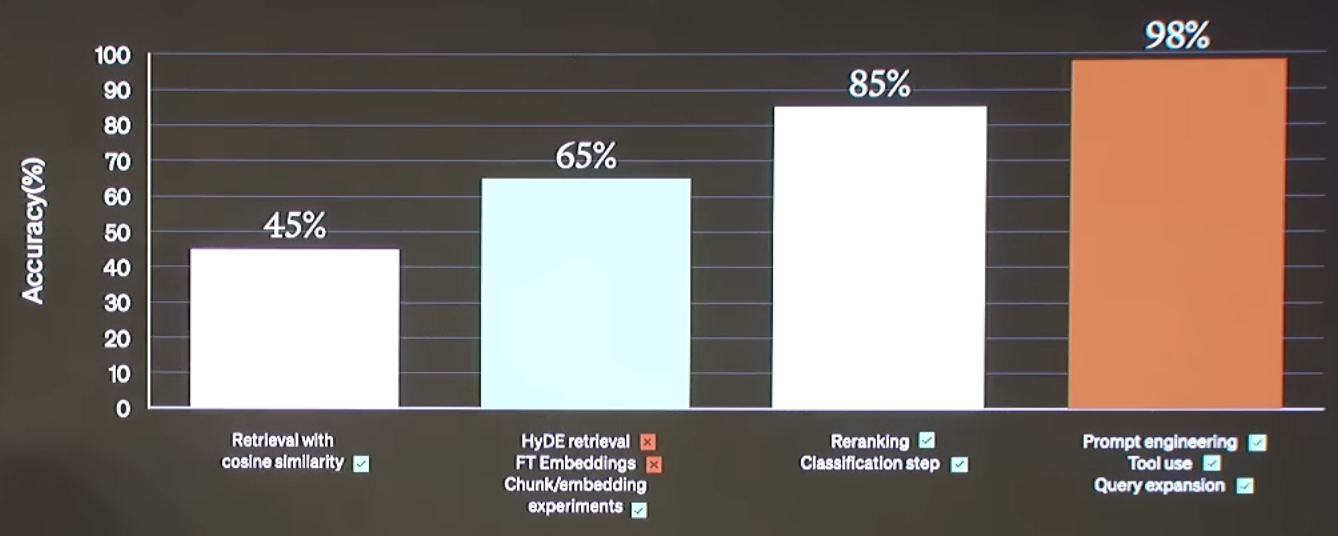 98%
100
90
85%
80
70
65%
60
50
45%
40
30
20
10
0
Accuracy(%)
Retrieval with
cosine similarity
HyDE retrieval
FT Embeddings
Chunk/embedding
experiments
Reranking
Classification step
Prompt engineering
Tool use
Query expansion